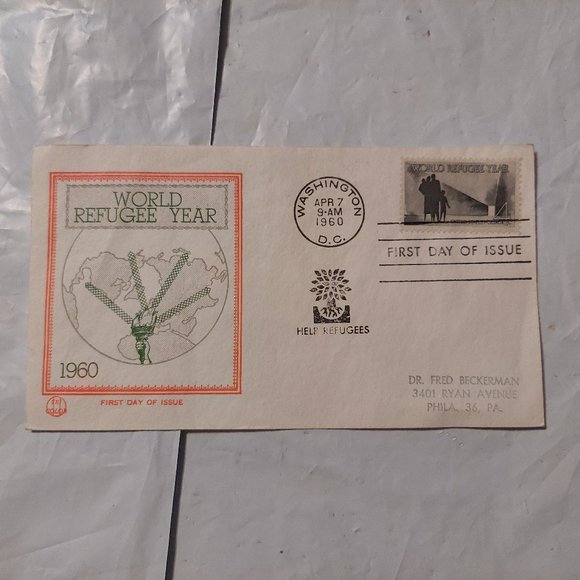 WORLD
REFUGEE YEAR
1960
FIRST DAY OF ISSUE
WASHINGTON
APR 7
9-AM
1960
D.C.
WORLD REFUGEE YEAR
FIRST DAY OF ISSUE
HELP REFUGEES
DR. FRED BECKERMAN
3401 RYAN AVENUE
PHILA. 36, PA.